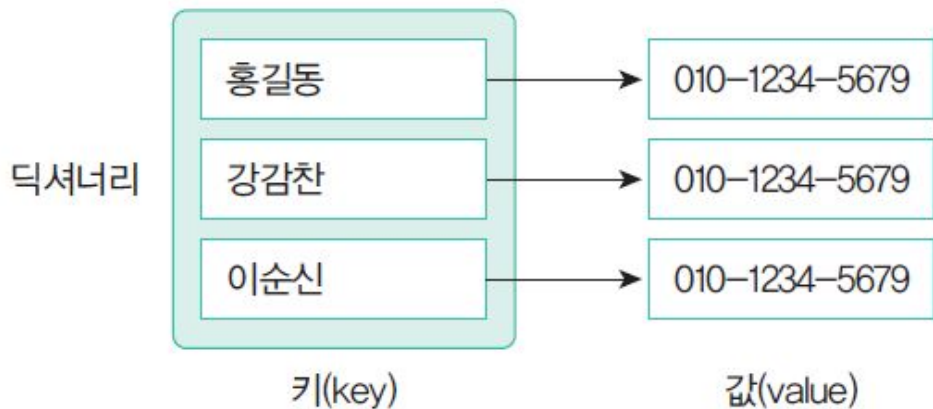 홍길동 010-1234-5679
딕셔너리 강감찬 010-1234-5679
이순신 010-1234-5679
키(key) 값(value)